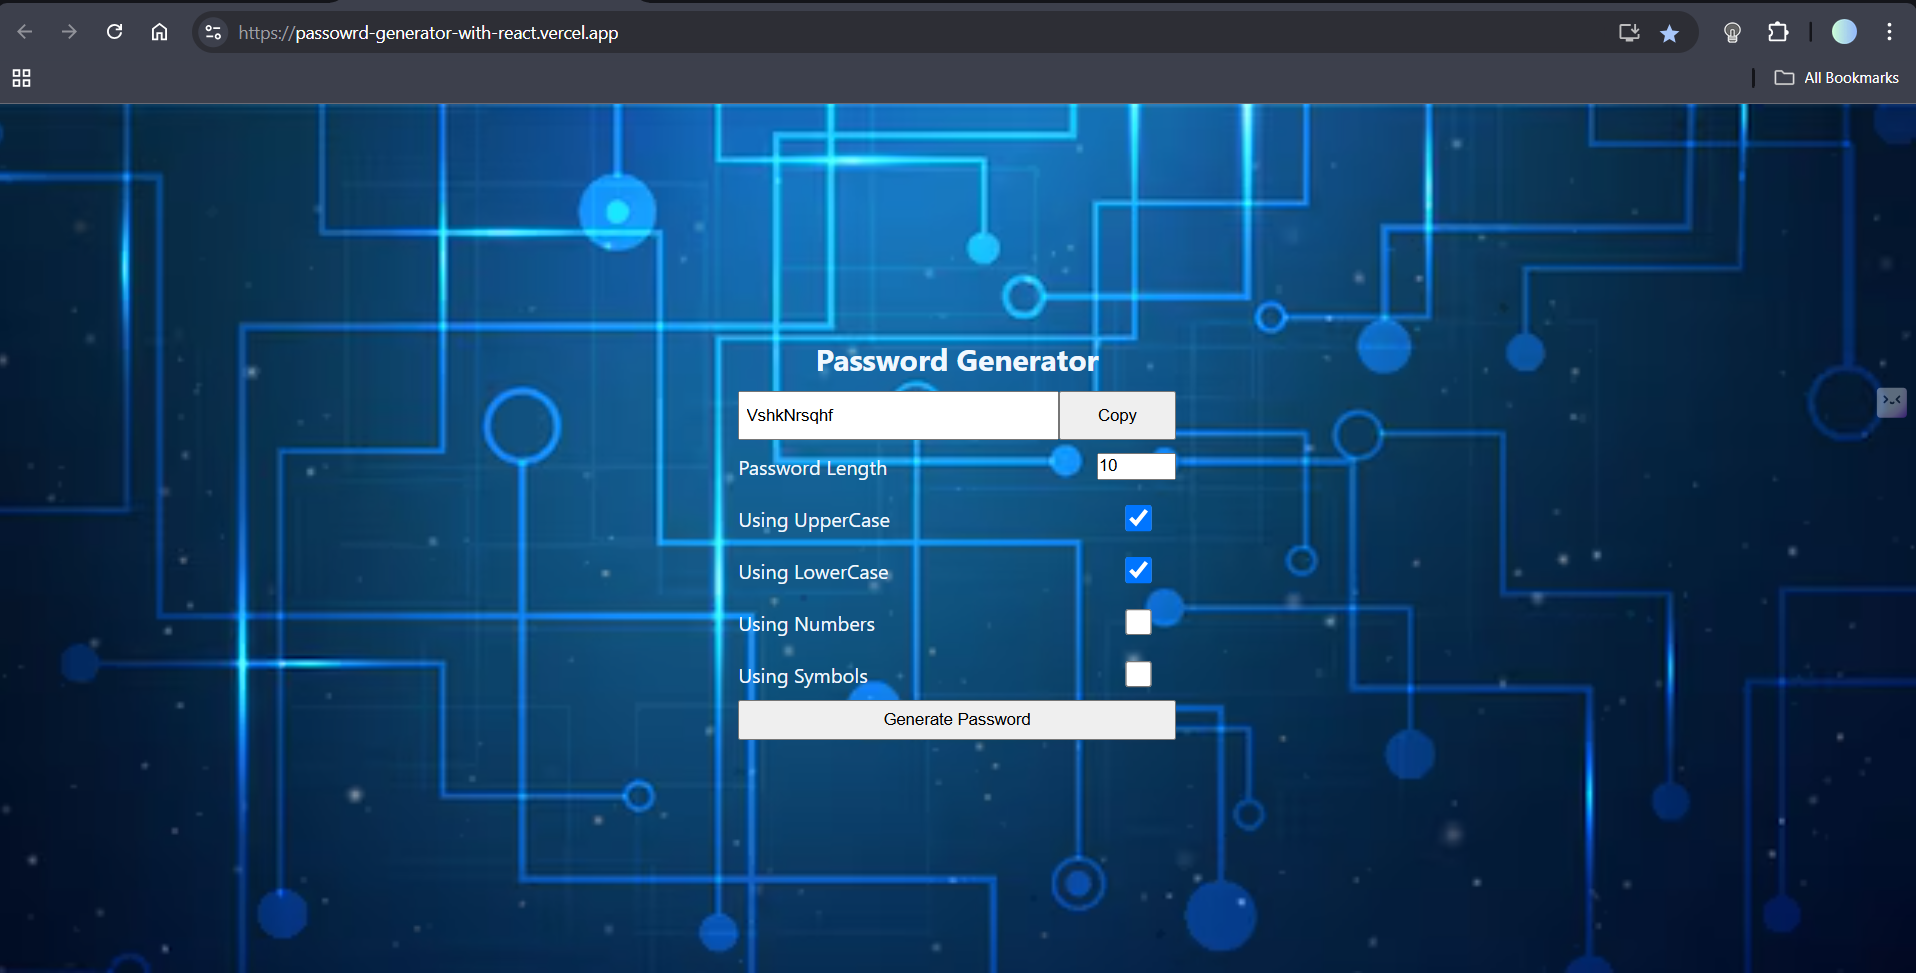 https://passowrd-generator-with-react.vercel.app
All Bookmarks
Password Generator
VshkNrsqhf Copy
Password Length 10
Using UpperCase
Using LowerCase
Using Numbers
Using Symbols
Generate Password